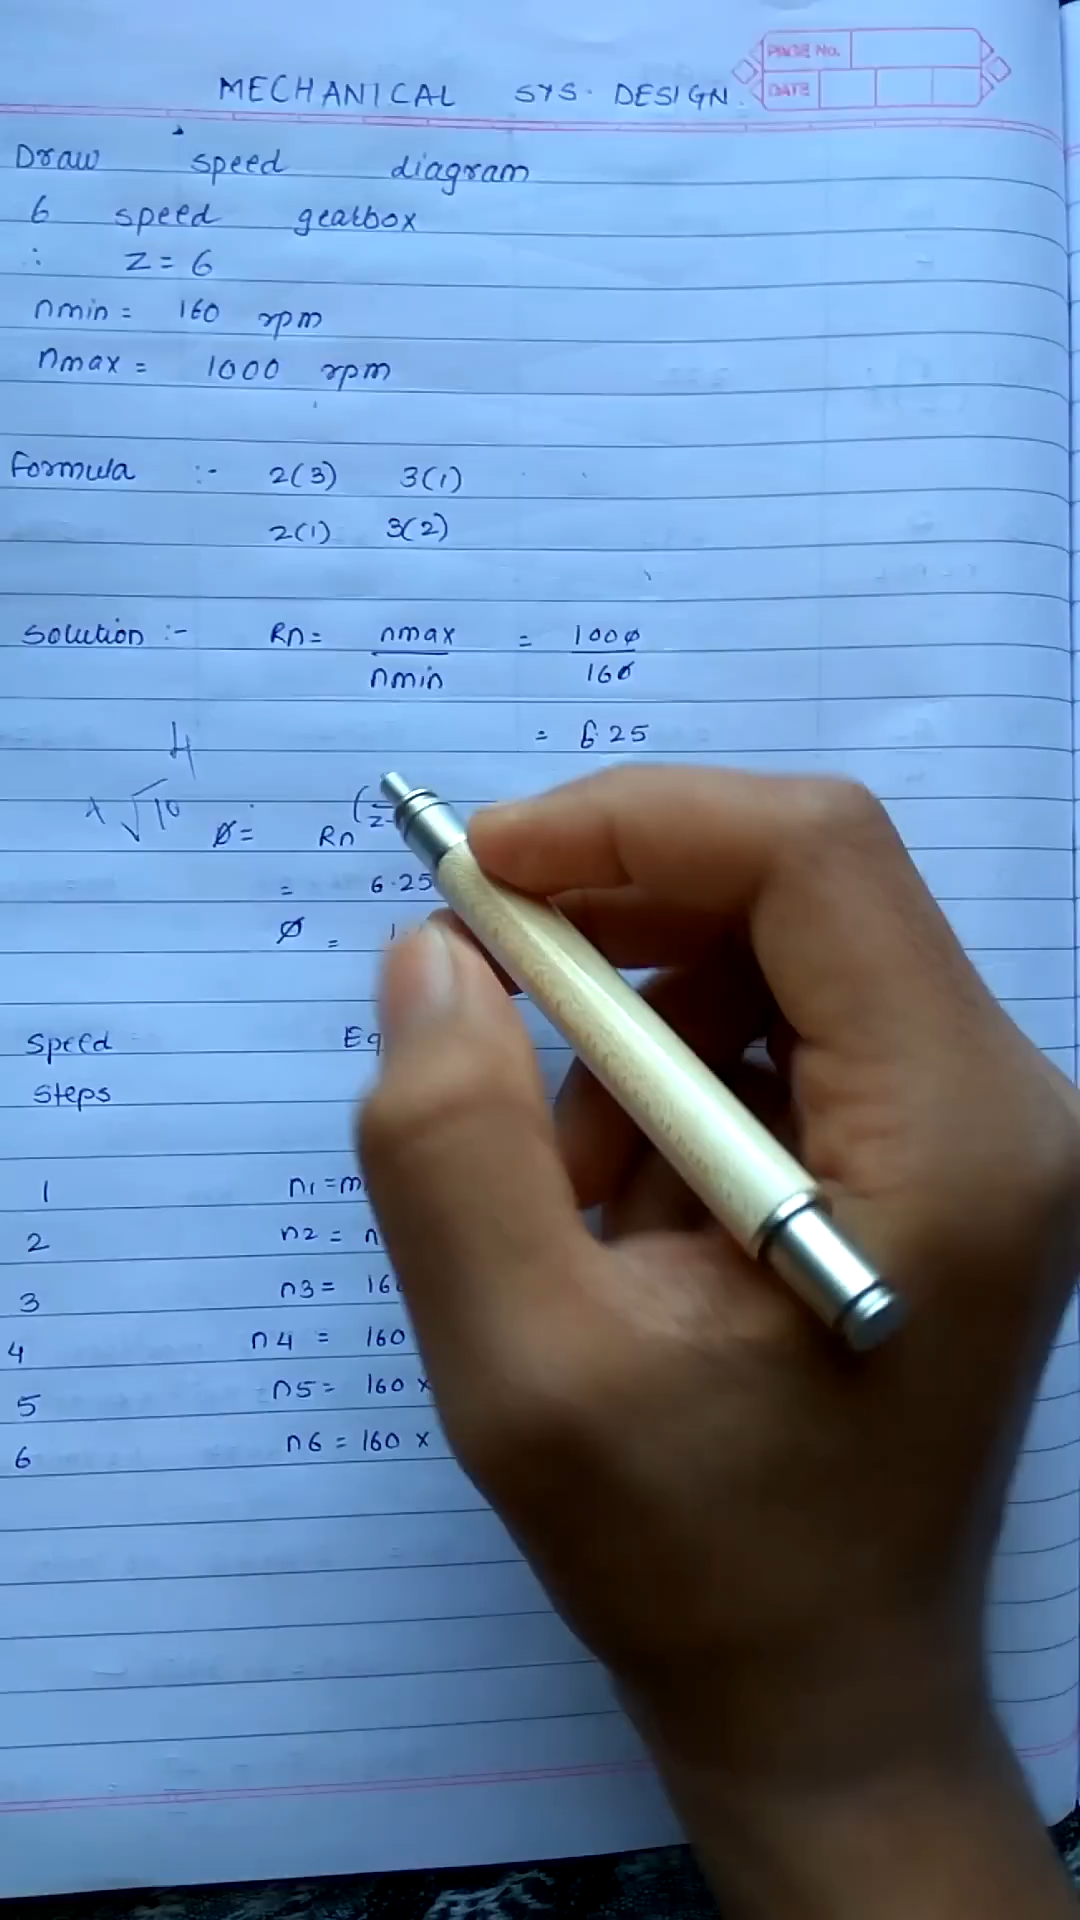 PAGE No.
DATE
MECHANICAL SYS. DESIGN.
Draw speed diagram
6 speed gearbox
∴ Z = 6
nmin = 160 rpm
nmax = 1000 rpm
Formula :- 2(3) 3(1)
2(1) 3(2)
Solution :- Rn = nmax / nmin = 1000 / 160
= 6.25
4
x √10
ø = Rn
= 6.25
ø =
Speed
Steps
1 n1 =
2 n2 = n
3 n3 =
4 n4 = 160
5 n5 = 160 x
6 n6 = 160 x